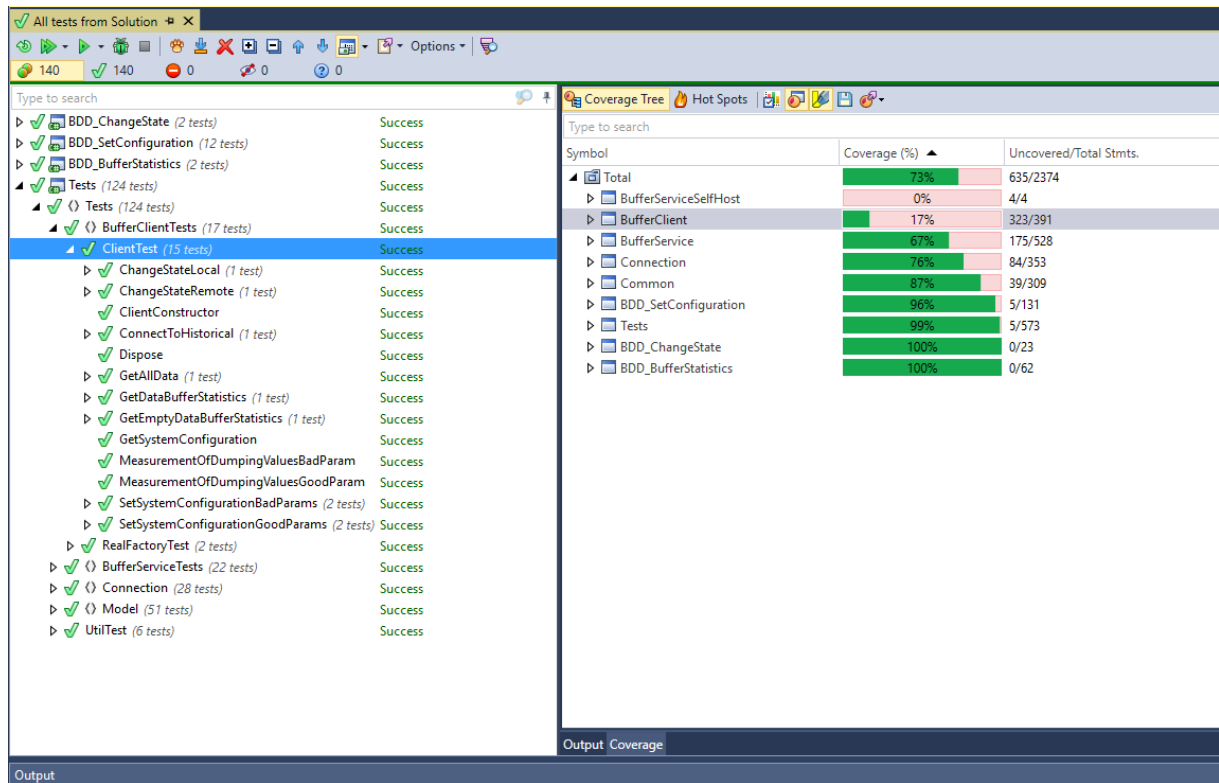 All tests from Solution
Options
140 140 0 0 0
Type to search
BDD_ChangeState (2 tests) Success
BDD_SetConfiguration (12 tests) Success
BDD_BufferStatistics (2 tests) Success
Tests (124 tests) Success
Tests (124 tests) Success
BufferClientTests (17 tests) Success
ClientTest (15 tests) Success
ChangeStateLocal (1 test) Success
ChangeStateRemote (1 test) Success
ClientConstructor Success
ConnectToHistorical (1 test) Success
Dispose Success
GetAllData (1 test) Success
GetDataBufferStatistics (1 test) Success
GetEmptyDataBufferStatistics (1 test) Success
GetSystemConfiguration Success
MeasurementOfDumpingValuesBadParam Success
MeasurementOfDumpingValuesGoodParam Success
SetSystemConfigurationBadParams (2 tests) Success
SetSystemConfigurationGoodParams (2 tests) Success
RealFactoryTest (2 tests) Success
BufferServiceTests (22 tests) Success
Connection (28 tests) Success
Model (51 tests) Success
UtilTest (6 tests) Success
Coverage Tree Hot Spots
Type to search
Symbol Coverage (%) Uncovered/Total Stmts.
Total 73% 635/2374
BufferServiceSelfHost 0% 4/4
BufferClient 17% 323/391
BufferService 67% 175/528
Connection 76% 84/353
Common 87% 39/309
BDD_SetConfiguration 96% 5/131
Tests 99% 5/573
BDD_ChangeState 100% 0/23
BDD_BufferStatistics 100% 0/62
Output Coverage
Output